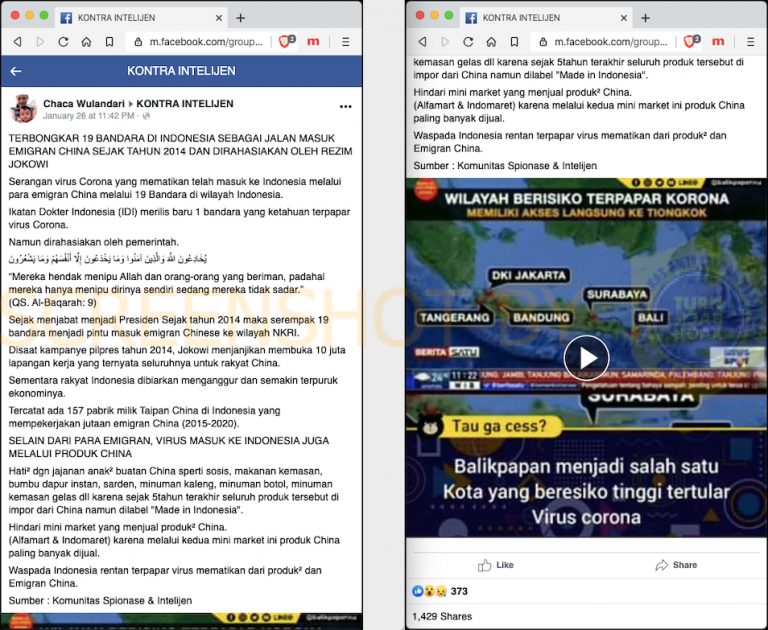 KONTRA INTELIJEN
m.facebook.com/group...
2
m
KONTRA INTELIJEN
Chaca Wulandari ▸ KONTRA INTELIJEN
January 26 at 11:42 PM ·
TERBONGKAR 19 BANDARA DI INDONESIA SEBAGAI JALAN MASUK
EMIGRAN CHINA SEJAK TAHUN 2014 DAN DIRAHASIAKAN OLEH REZIM
JOKOWI
Serangan virus Corona yang mematikan telah masuk ke Indonesia melalui
para emigran China melalui 19 Bandara di wilayah Indonesia.
Ikatan Dokter Indonesia (IDI) merilis baru 1 bandara yang ketahuan terpapar
virus Corona.
Namun dirahasiakan oleh pemerintah.
يُخَادِعُونَ اللَّهَ وَالَّذِينَ آمَنُوا وَمَا يَخْدَعُونَ إِلَّا أَنْفُسَهُمْ وَمَا يَشْعُرُونَ
“Mereka hendak menipu Allah dan orang-orang yang beriman, padahal
mereka hanya menipu dirinya sendiri sedang mereka tidak sadar.”
(QS. Al-Baqarah: 9)
Sejak menjabat menjadi Presiden Sejak tahun 2014 maka serempak 19
bandara menjadi pintu masuk emigran Chinese ke wilayah NKRI.
Disaat kampanye pilpres tahun 2014, Jokowi menjanjikan membuka 10 juta
lapangan kerja yang ternyata seluruhnya untuk rakyat China.
Sementara rakyat Indonesia dibiarkan menganggur dan semakin terpuruk
ekonominya.
Tercatat ada 157 pabrik milik Taipan China di Indonesia yang
mempekerjakan jutaan emigran China (2015-2020).
SELAIN DARI PARA EMIGRAN, VIRUS MASUK KE INDONESIA JUGA
MELALUI PRODUK CHINA
Hati² dgn jajanan anak² buatan China sperti sosis, makanan kemasan,
bumbu dapur instan, sarden, minuman kaleng, minuman botol, minuman
kemasan gelas dll karena sejak 5tahun terakhir seluruh produk tersebut di
impor dari China namun dilabel "Made in Indonesia".
Hindari mini market yang menjual produk² China.
(Alfamart & Indomaret) karena melalui kedua mini market ini produk China
paling banyak dijual.
Waspada Indonesia rentan terpapar virus mematikan dari produk² dan
Emigran China.
Sumber : Komunitas Spionase & Intelijen
KONTRA INTELIJEN
m.facebook.com/group...
2
m
kemasan gelas dll karena sejak 5tahun terakhir seluruh produk tersebut di
impor dari China namun dilabel "Made in Indonesia".
Hindari mini market yang menjual produk² China.
(Alfamart & Indomaret) karena melalui kedua mini market ini produk China
paling banyak dijual.
Waspada Indonesia rentan terpapar virus mematikan dari produk² dan
Emigran China.
Sumber : Komunitas Spionase & Intelijen
@balikpapanku
WILAYAH BERISIKO TERPAPAR KORONA
MEMILIKI AKSES LANGSUNG KE TIONGKOK
DKI JAKARTA
SURABAYA
TANGERANG
BANDUNG
BALI
BERITA SATU
24°
11:22
WIB
SURABAYA
Tau ga cess?
Balikpapan menjadi salah satu
Kota yang beresiko tinggi tertular
Virus corona
Like
Share
373
1,429 Shares
SCREENSHOT BY
TURN
BACK
HOAX